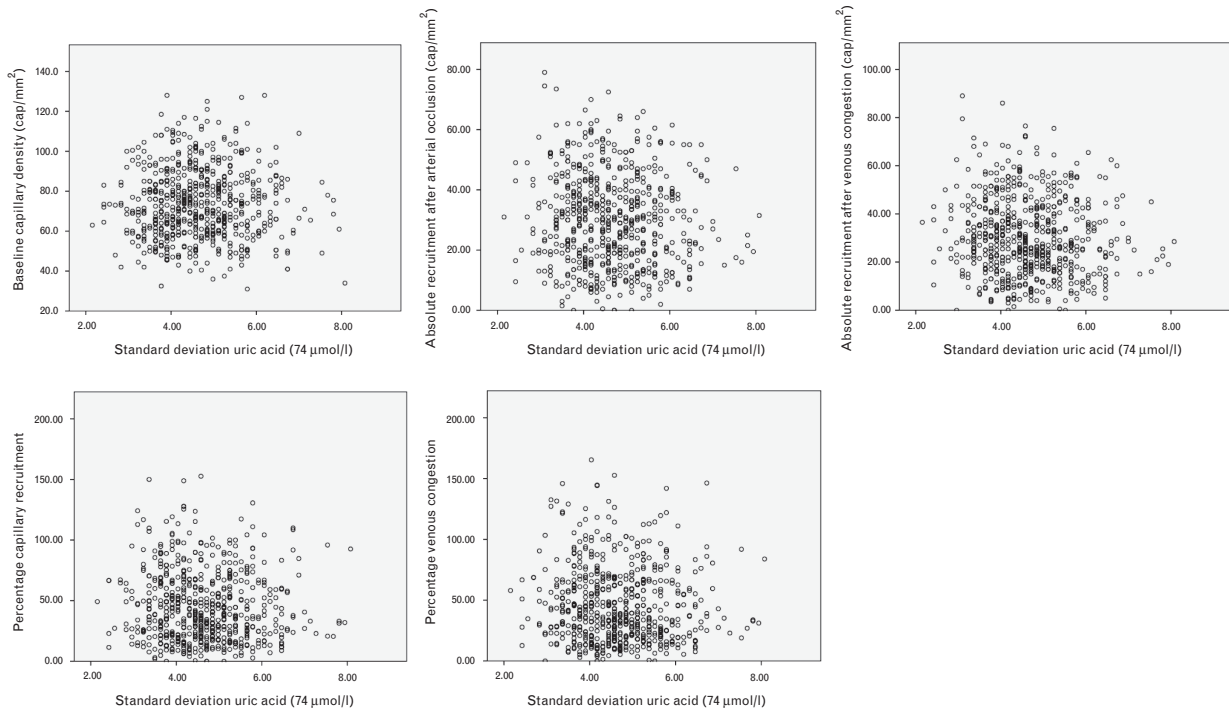 Baseline capillary density (cap/mm²)
140.0
120.0
100.0
80.0
60.0
40.0
20.0
2.00 4.00 6.00 8.00
Standard deviation uric acid (74 μmol/l)
Absolute recruitment after arterial occlusion (cap/mm²)
80.00
60.00
40.00
20.00
0.00
2.00 4.00 6.00 8.00
Standard deviation uric acid (74 μmol/l)
Absolute recruitment after venous congestion (cap/mm²)
100.00
80.00
60.00
40.00
20.00
0.00
2.00 4.00 6.00 8.00
Standard deviation uric acid (74 μmol/l)
Percentage capillary recruitment
200.00
150.00
100.00
50.00
0.00
2.00 4.00 6.00 8.00
Standard deviation uric acid (74 μmol/l)
Percentage venous congestion
200.00
150.00
100.00
50.00
0.00
2.00 4.00 6.00 8.00
Standard deviation uric acid (74 μmol/l)